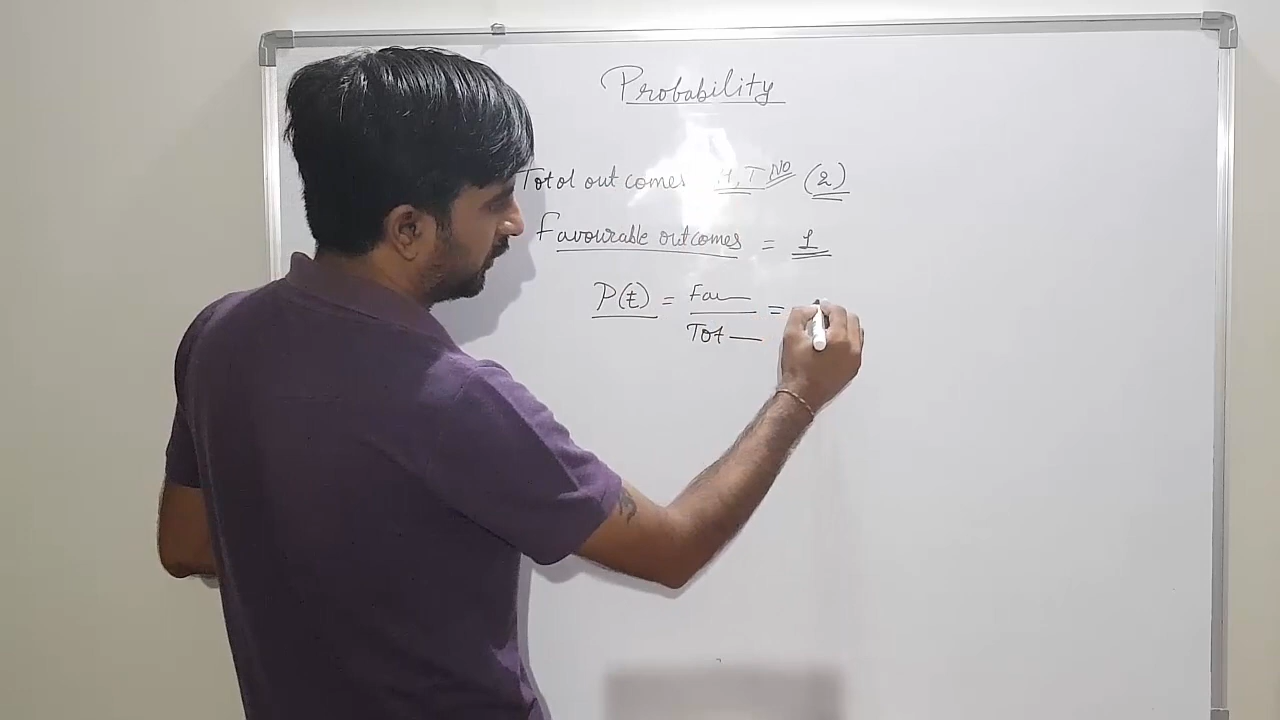 Probability
Total outcomes H, T NO (2)
Favourable outcomes = 1
P(t) = Fav
Tot =